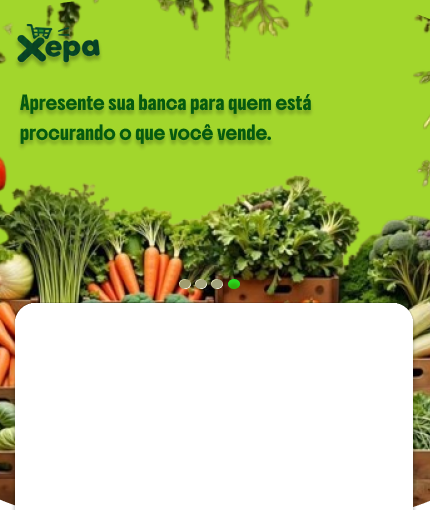 Xepa
Apresente sua banca para quem está
procurando o que você vende.